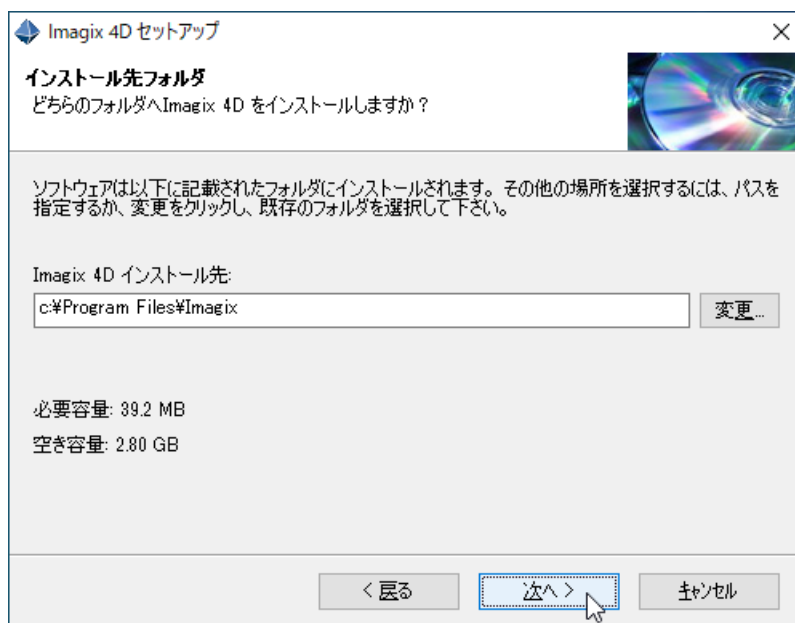 Imagix 4D セットアップ
インストール先フォルダ
どちらのフォルダへImagix 4D をインストールしますか？
ソフトウェアは以下に記載されたフォルダにインストールされます。その他の場所を選択するには、パスを
指定するか、変更をクリックし、既存のフォルダを選択して下さい。
Imagix 4D インストール先:
c:¥Program Files¥Imagix
変更...
必要容量: 39.2 MB
空き容量: 2.80 GB
< 戻る
次へ >
キャンセル